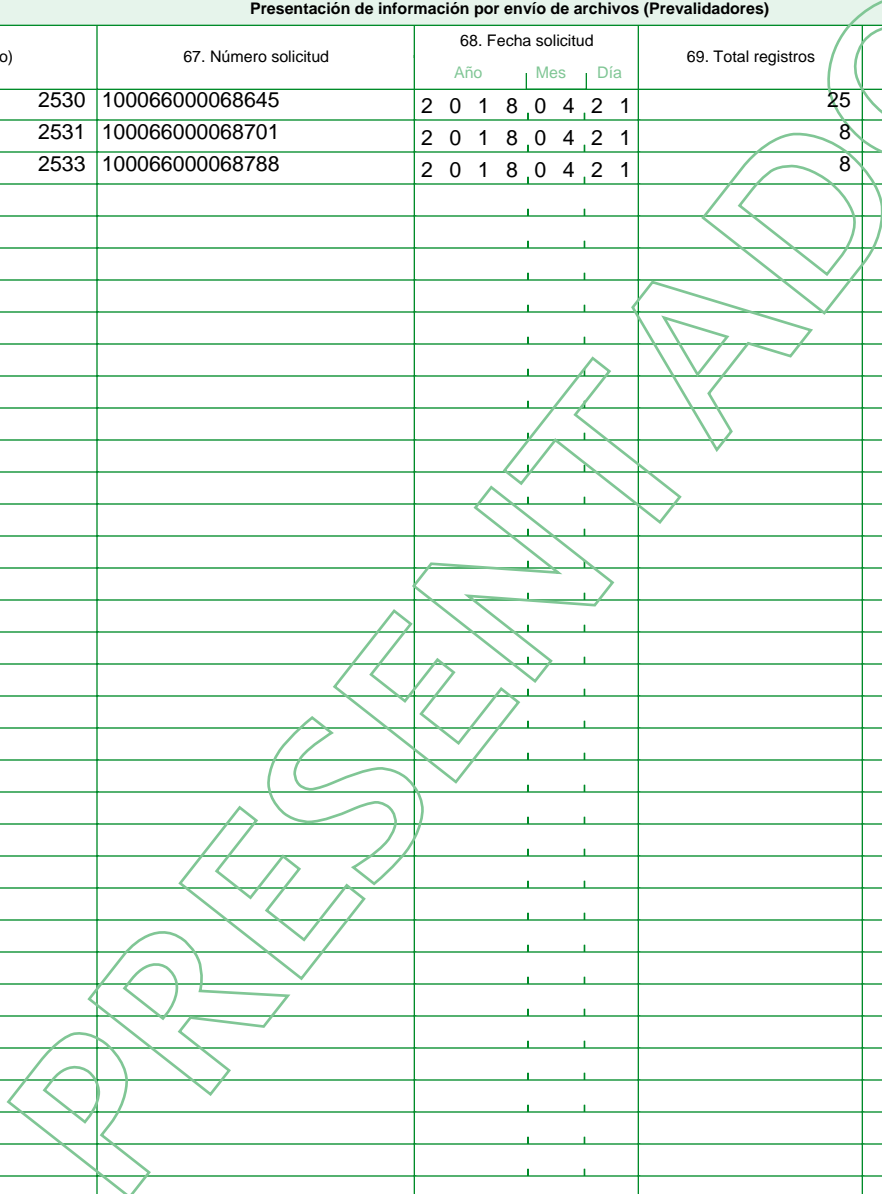 Presentación de información por envío de archivos (Prevalidadores)
o) 67. Número solicitud 68. Fecha solicitud 69. Total registros
Año Mes Día
2530 100066000068645 2 0 1 8 0 4 2 1 25
2531 100066000068701 2 0 1 8 0 4 2 1 8
2533 100066000068788 2 0 1 8 0 4 2 1 8
PRESENTADO